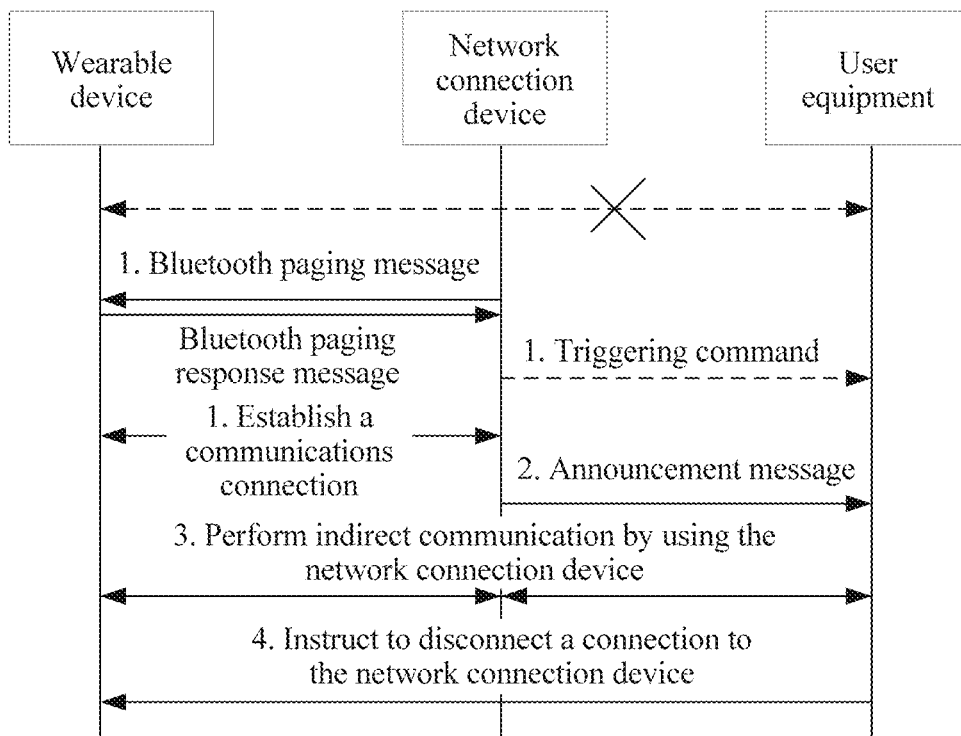 Wearable
device
Network
connection
device
User
equipment
1. Bluetooth paging message
Bluetooth paging
response message
1. Triggering command
1. Establish a
communications
connection
2. Announcement message
3. Perform indirect communication by using the
network connection device
4. Instruct to disconnect a connection to
the network connection device